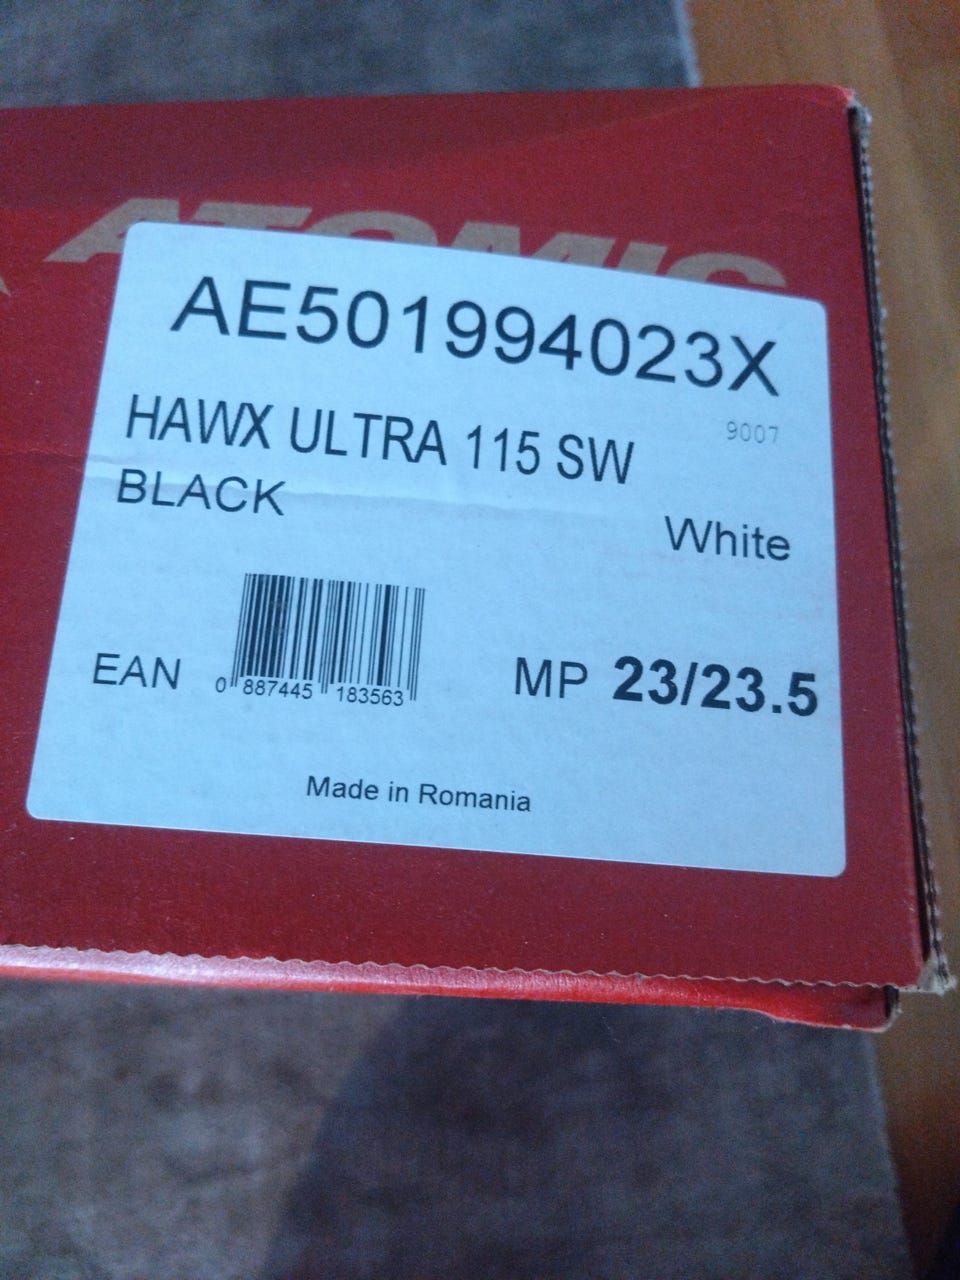 ATOMIC
AE501994023X
9007
HAWX ULTRA 115 SW
BLACK
White
EAN
0 887445 183563
MP 23/23.5
Made in Romania